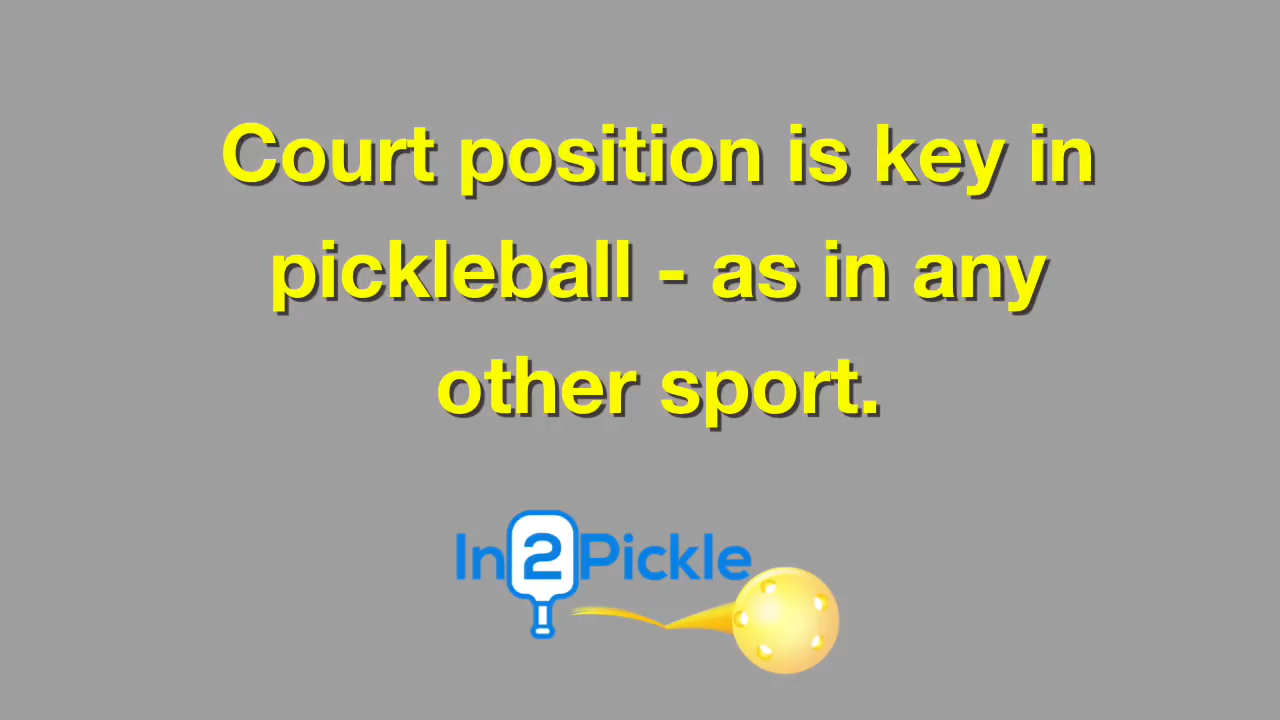 Court position is key in
pickleball - as in any
other sport.
In2Pickle